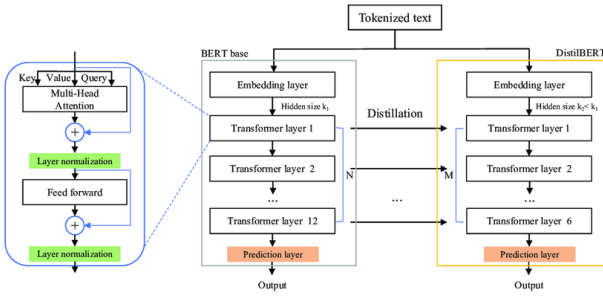 Tokenized text
BERT base
DistilBERT
Key Value Query
Multi-Head
Attention
+
Layer normalization
Feed forward
+
Layer normalization
Embedding layer
Hidden size k₁
Transformer layer 1
Transformer layer 2
...
Transformer layer 12
Prediction layer
Output
N
Distillation
...
M
Embedding layer
Hidden size k₂< k₁
Transformer layer 1
Transformer layer 2
...
Transformer layer 6
Prediction layer
Output